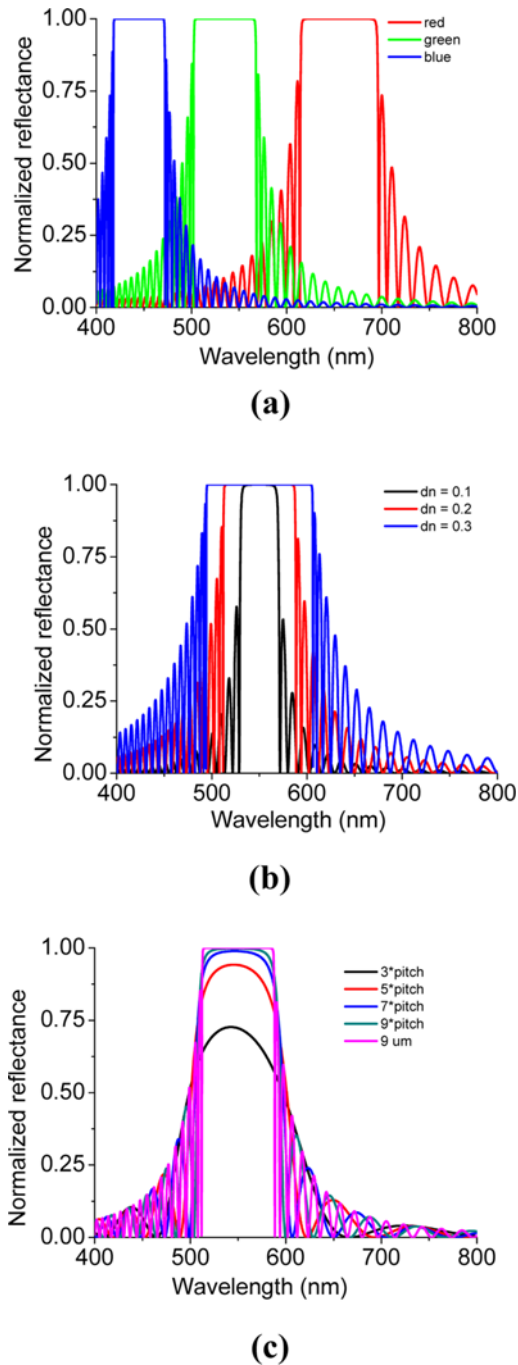 red
green
blue
Normalized reflectance
1.00
0.75
0.50
0.25
0.00
400 500 600 700 800
Wavelength (nm)
(a)
dn = 0.1
dn = 0.2
dn = 0.3
Normalized reflectance
1.00
0.75
0.50
0.25
0.00
400 500 600 700 800
Wavelength (nm)
(b)
3*pitch
5*pitch
7*pitch
9*pitch
9 um
Normalized reflectance
1.00
0.75
0.50
0.25
0.00
400 500 600 700 800
Wavelength (nm)
(c)